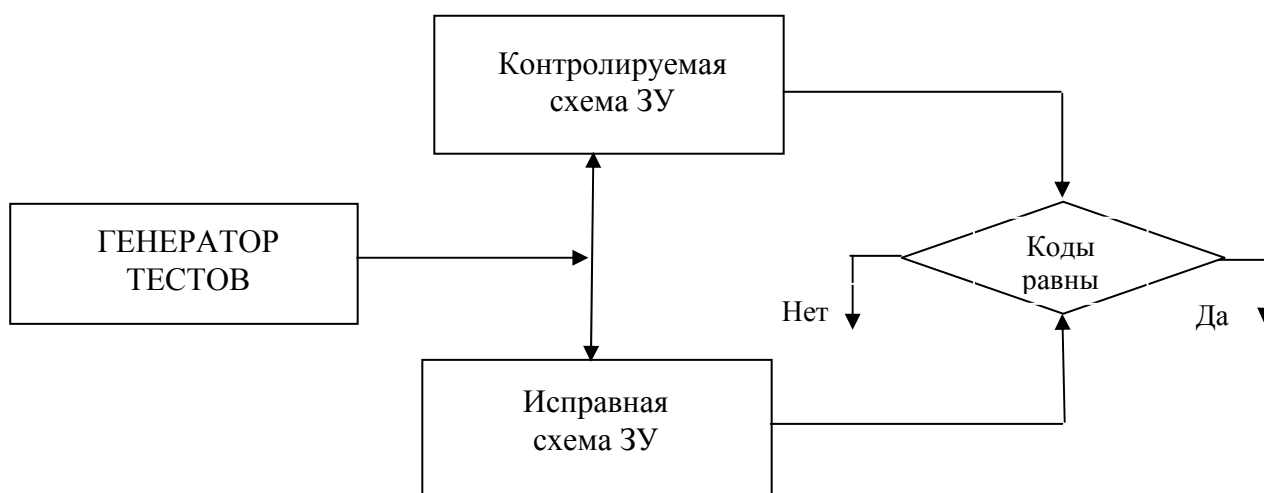 Контролируемая
схема ЗУ
ГЕНЕРАТОР
ТЕСТОВ
Коды
равны
Нет
Да
Исправная
схема ЗУ